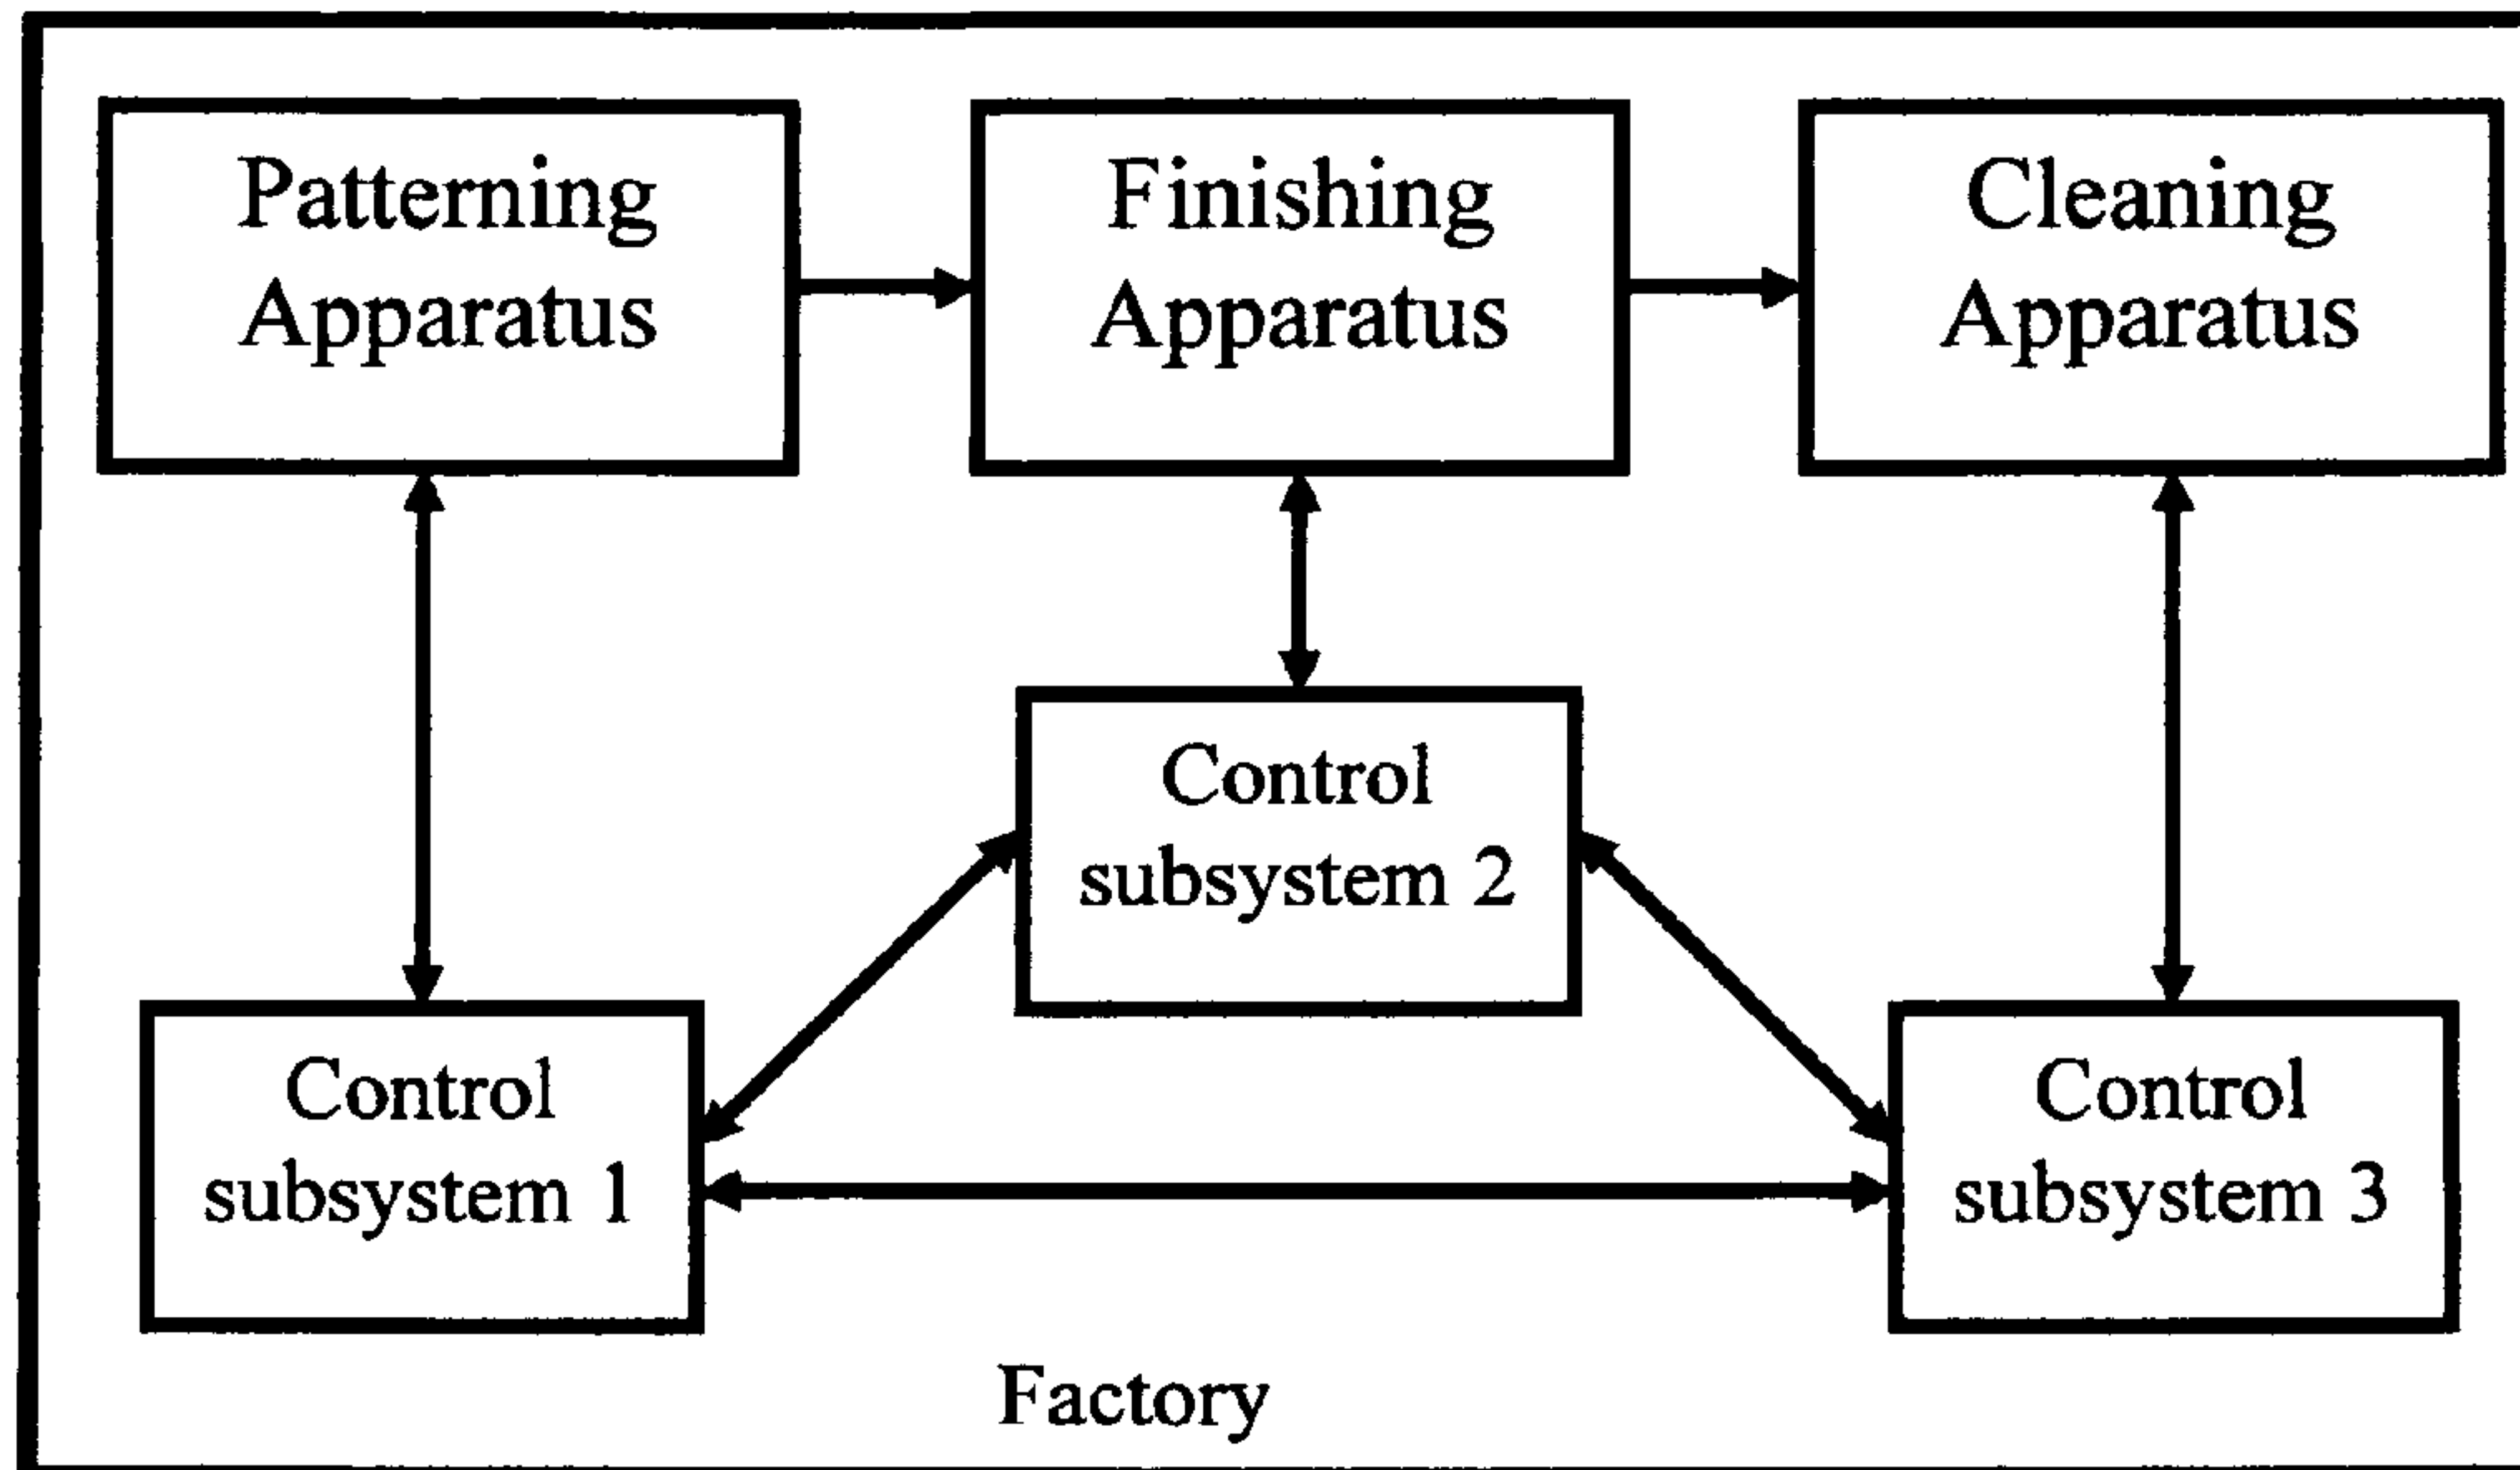 Patterning
Apparatus
Finishing
Apparatus
Cleaning
Apparatus
Control
subsystem 2
Control
subsystem 1
Control
subsystem 3
Factory